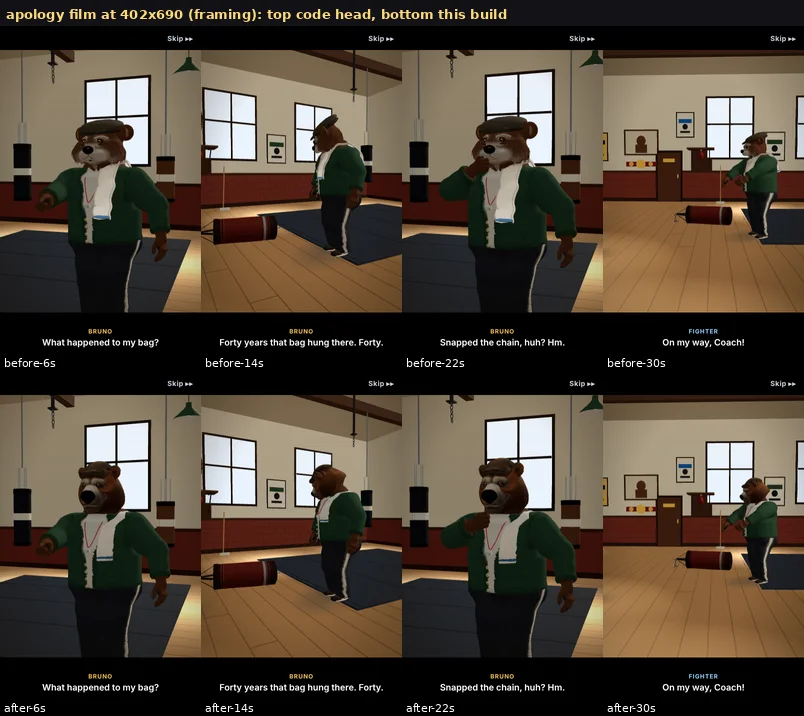 apology film at 402x690 (framing): top code head, bottom this build
Skip ▸▸
Skip ▸▸
Skip ▸▸
Skip ▸▸
BRUNO
What happened to my bag?
BRUNO
Forty years that bag hung there. Forty.
BRUNO
Snapped the chain, huh? Hm.
FIGHTER
On my way, Coach!
before-6s
before-14s
before-22s
before-30s
Skip ▸▸
Skip ▸▸
Skip ▸▸
Skip ▸▸
BRUNO
What happened to my bag?
BRUNO
Forty years that bag hung there. Forty.
BRUNO
Snapped the chain, huh? Hm.
FIGHTER
On my way, Coach!
after-6s
after-14s
after-22s
after-30s